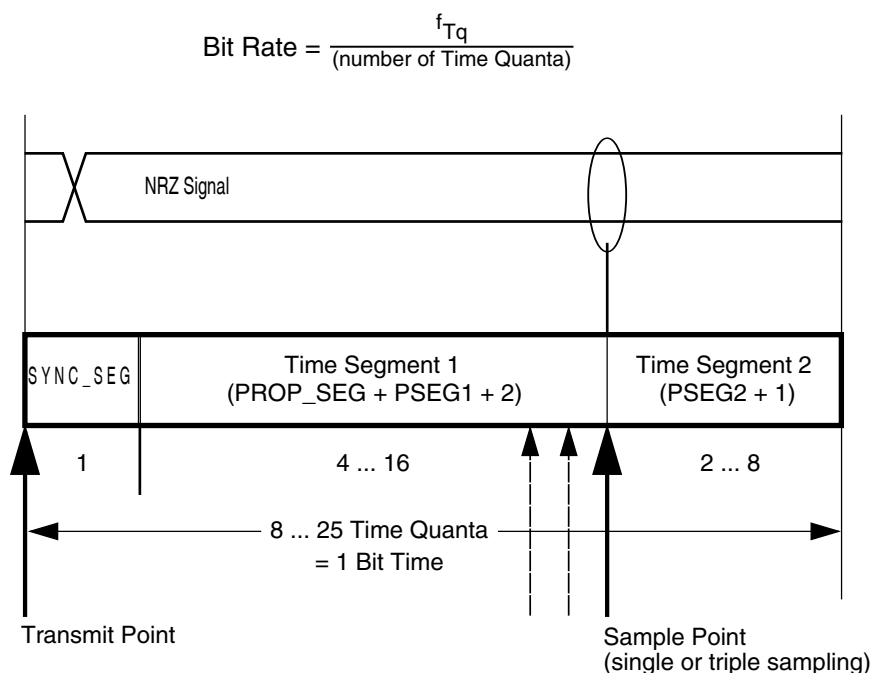 Bit Rate = fTq
(number of Time Quanta)
NRZ Signal
SYNC_SEG
Time Segment 1
(PROP_SEG + PSEG1 + 2)
Time Segment 2
(PSEG2 + 1)
1
4 ... 16
2 ... 8
8 ... 25 Time Quanta
= 1 Bit Time
Transmit Point
Sample Point
(single or triple sampling)